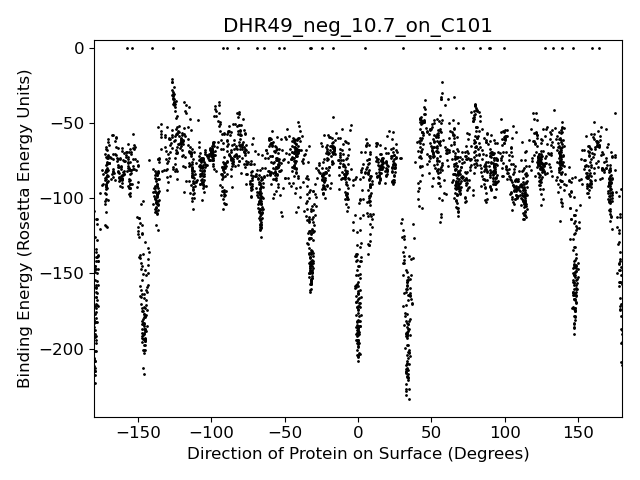 DHR49_neg_10.7_on_C101
Binding Energy (Rosetta Energy Units)
0
−50
−100
−150
−200
−150 −100 −50 0 50 100 150
Direction of Protein on Surface (Degrees)